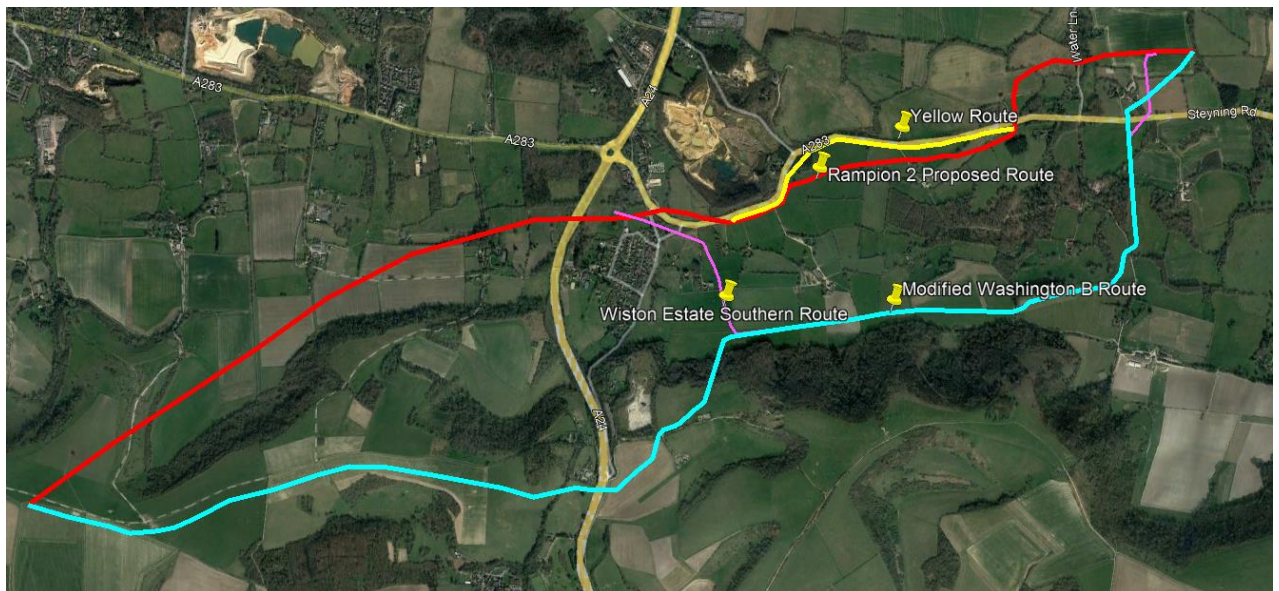 A283
A24
Water Ln
Steyning Rd
Yellow Route
A283
A283
Rampion 2 Proposed Route
Modified Washington B Route
Wiston Estate Southern Route
A24